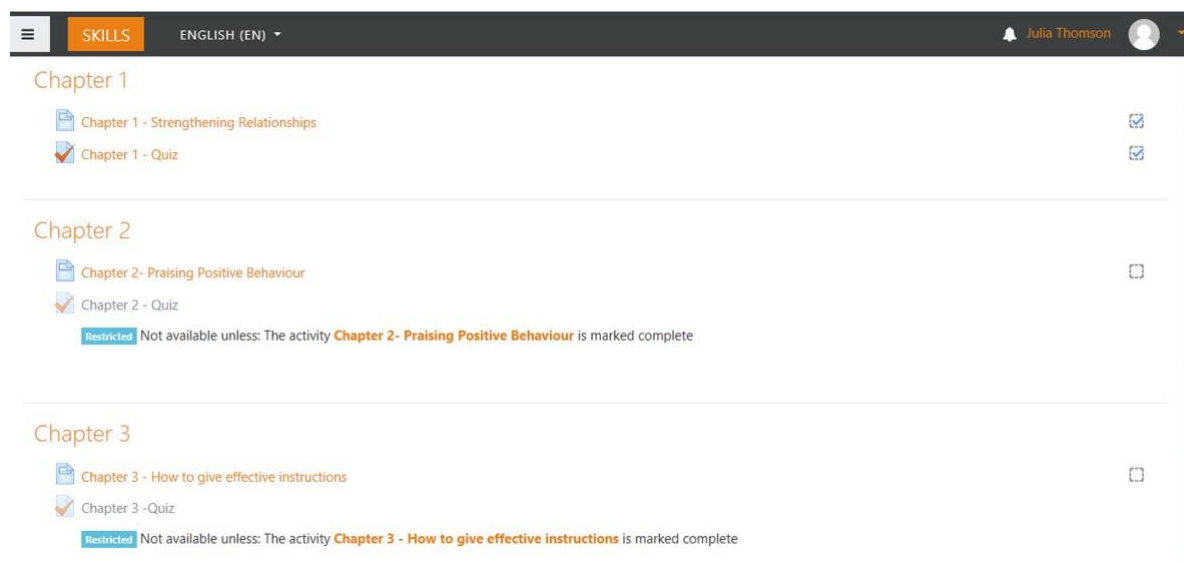 SKILLS ENGLISH (EN) Julia Thomson
Chapter 1
Chapter 1 - Strengthening Relationships
Chapter 1 - Quiz
Chapter 2
Chapter 2- Praising Positive Behaviour
Chapter 2 - Quiz
Restricted Not available unless: The activity Chapter 2- Praising Positive Behaviour is marked complete
Chapter 3
Chapter 3 - How to give effective instructions
Chapter 3 -Quiz
Restricted Not available unless: The activity Chapter 3 - How to give effective instructions is marked complete